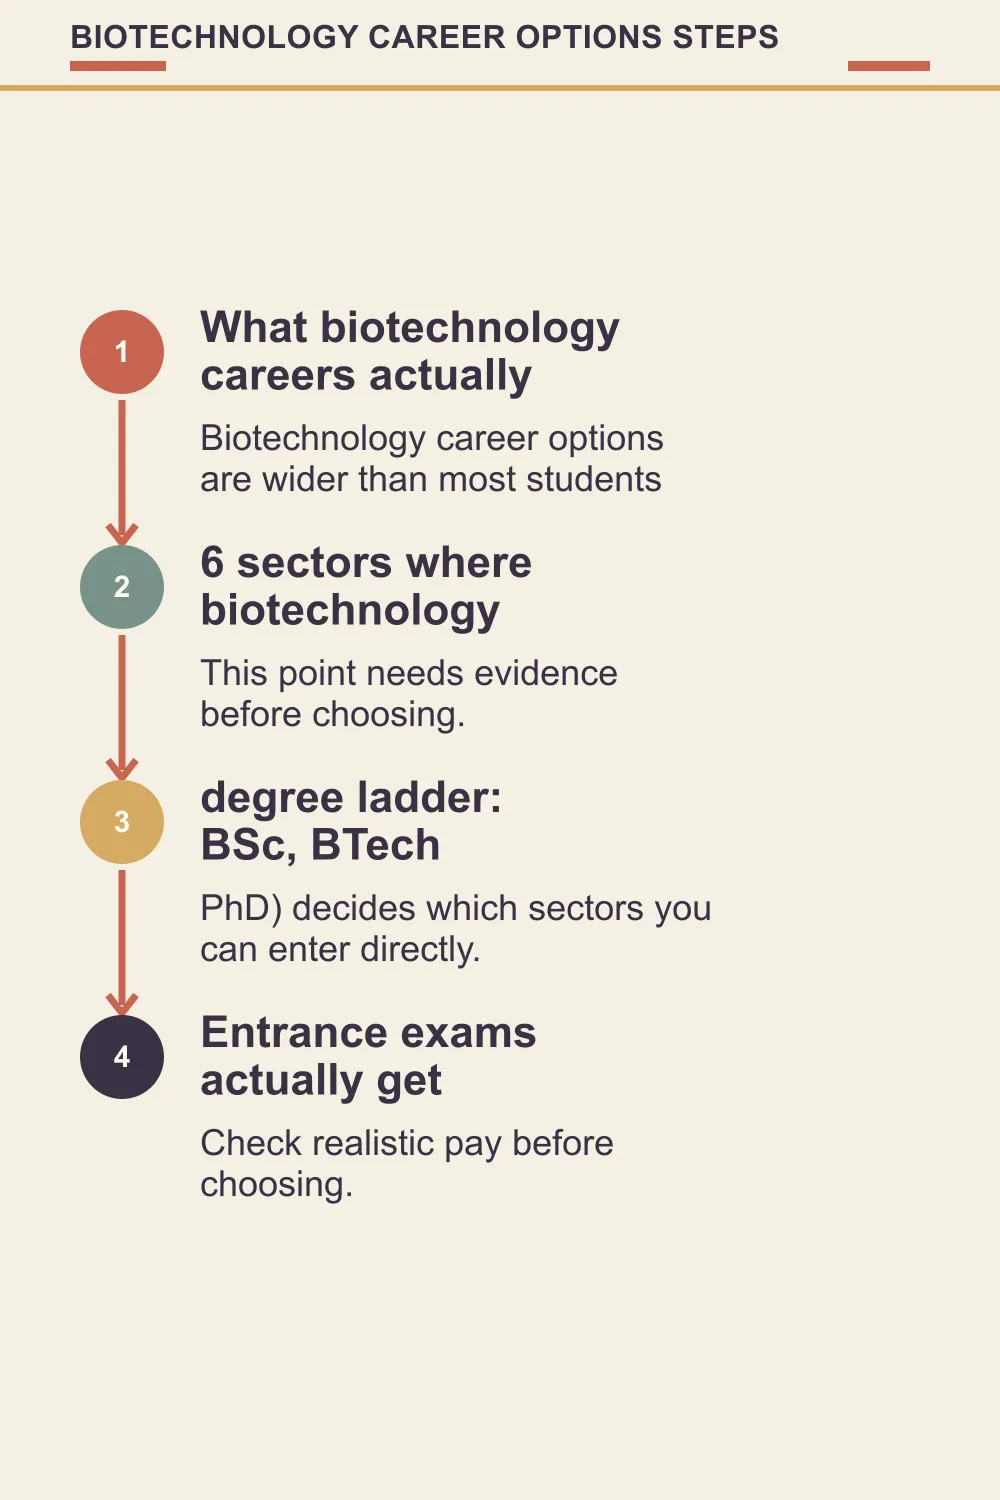 BIOTECHNOLOGY CAREER OPTIONS STEPS
1
What biotechnology
careers actually
Biotechnology career options
are wider than most students
2
6 sectors where
biotechnology
This point needs evidence
before choosing.
3
degree ladder:
BSc, BTech
PhD) decides which sectors you
can enter directly.
4
Entrance exams
actually get
Check realistic pay before
choosing.